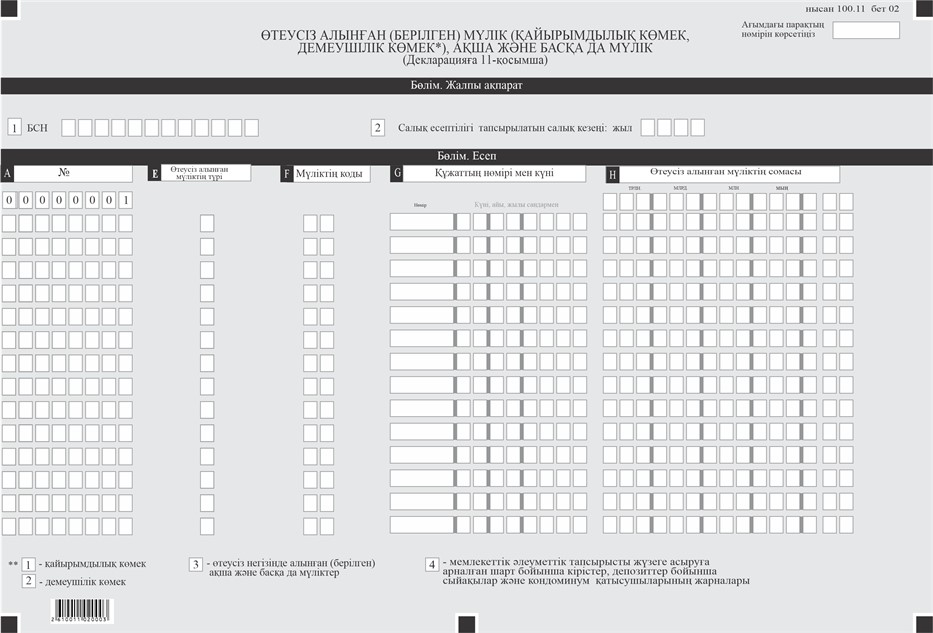 нысан 100.11 бет 02
Ағымдағы парақтың
нөмірін көрсетіңіз
ӨТЕУСІЗ АЛЫНҒАН (БЕРІЛГЕН) МҮЛІК (ҚАЙЫРЫМДЫЛЫҚ КӨМЕК,
ДЕМЕУШІЛІК КӨМЕК*), АҚША ЖӘНЕ БАСҚА ДА МҮЛІК
(Декларацияға 11-қосымша)
Бөлім. Жалпы ақпарат
1 БСН
2 Салық есептілігі тапсырылатын салық кезеңі: жыл
Бөлім. Есеп
A № E Өтеусіз алынған мүліктің түрі F Мүліктің коды G Құжаттың нөмірі мен күні H Өтеусіз алынған мүліктің сомасы
трлн млрд млн мың
0 0 0 0 0 0 0 1
Нөмір Күні, айы, жылы сандармен
** 1 - қайырымдылық көмек
2 - демеушілік көмек
3 - өтеусіз негізінде алынған (берілген)
ақша және басқа да мүліктер
4 - мемлекеттік әлеуметтік тапсырысты жүзеге асыруға
арналған шарт бойынша кірістер, депозиттер бойынша
сыйақылар және кондоминум қатысушыларының жарналары
2610011020003